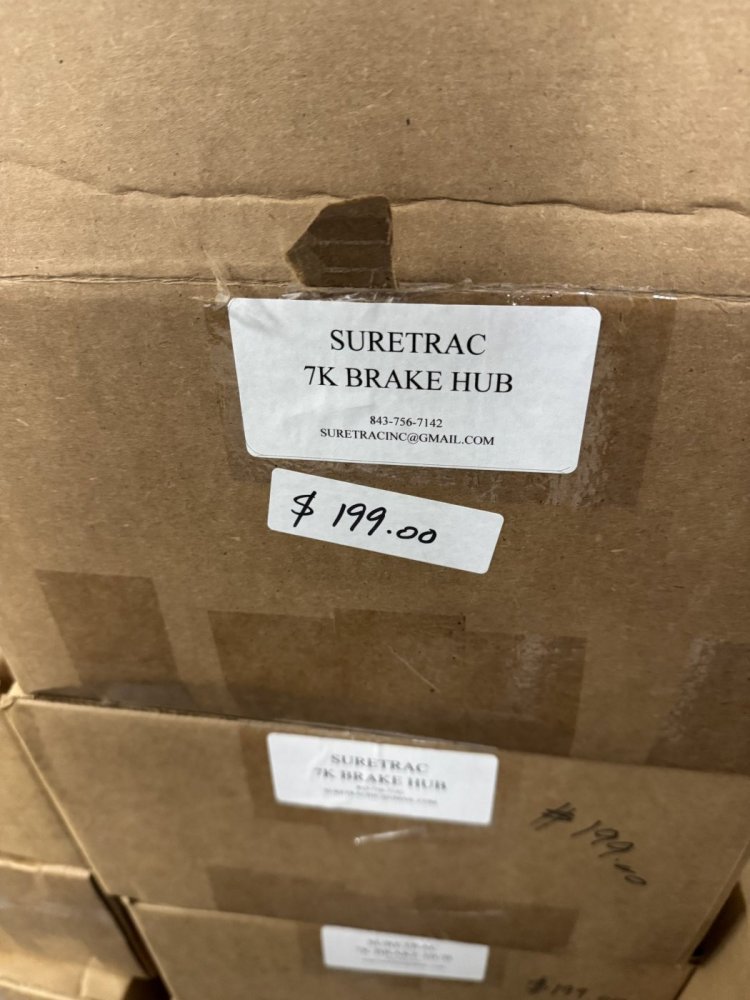 SURETRAC
7K BRAKE HUB
843-756-7142
SURETRACINC@GMAIL.COM
$ 199.00
SURETRAC
7K BRAKE HUB
# 199.00